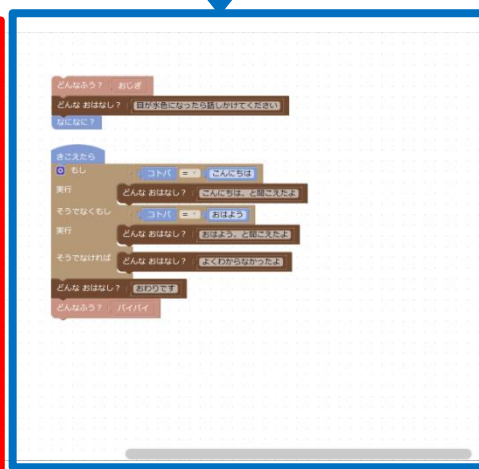 どんなふう? おじぎ
どんな おはなし? 目が水色になったら話しかけてください
なになに?
きこえたら
もし コトバ = こんにちは
実行 どんな おはなし? こんにちは、と聞こえたよ
そうでなくもし コトバ = おはよう
実行 どんな おはなし? おはよう、と聞こえたよ
そうでなければ どんな おはなし? よくわからなかったよ
どんな おはなし? おわりです
どんなふう? バイバイ